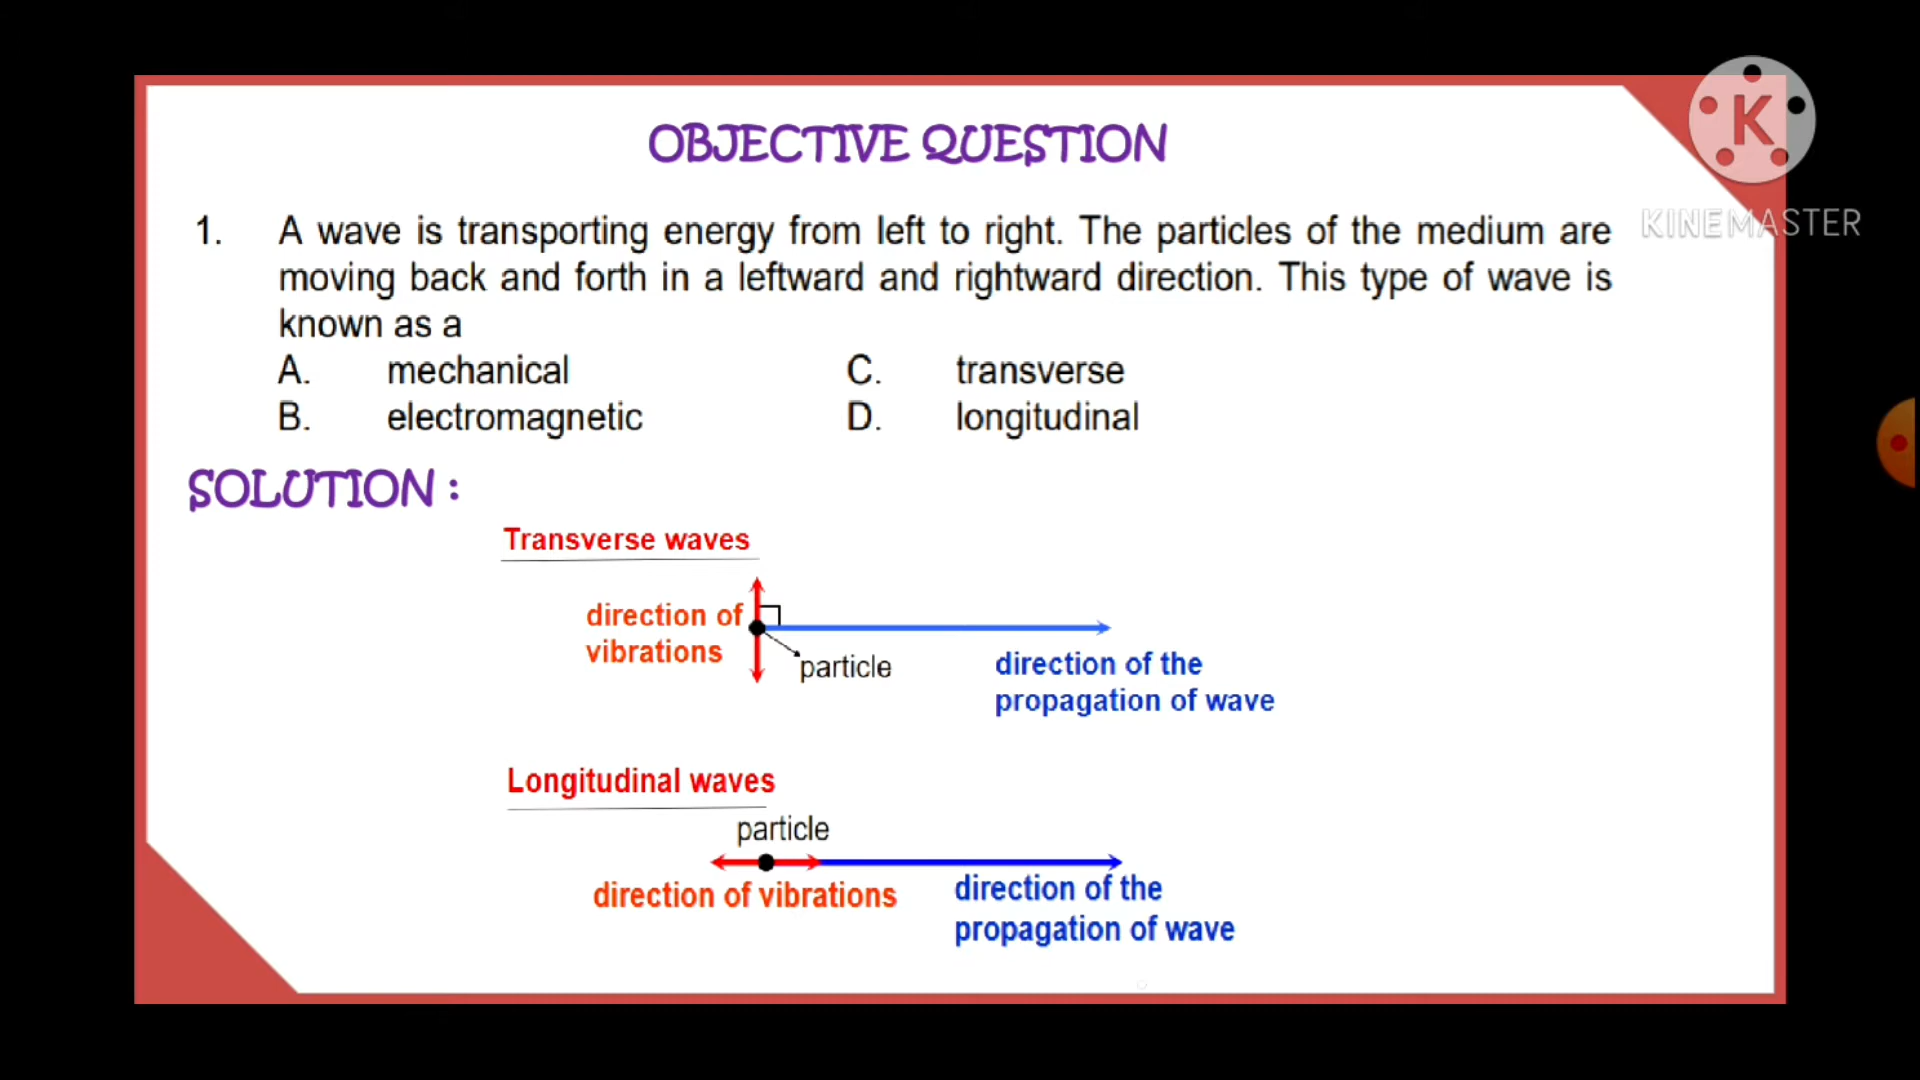 K
KINEMASTER
OBJECTIVE QUESTION
1. A wave is transporting energy from left to right. The particles of the medium are
moving back and forth in a leftward and rightward direction. This type of wave is
known as a
A. mechanical C. transverse
B. electromagnetic D. longitudinal
SOLUTION :
Transverse waves
direction of
vibrations
particle
direction of the
propagation of wave
Longitudinal waves
particle
direction of vibrations
direction of the
propagation of wave